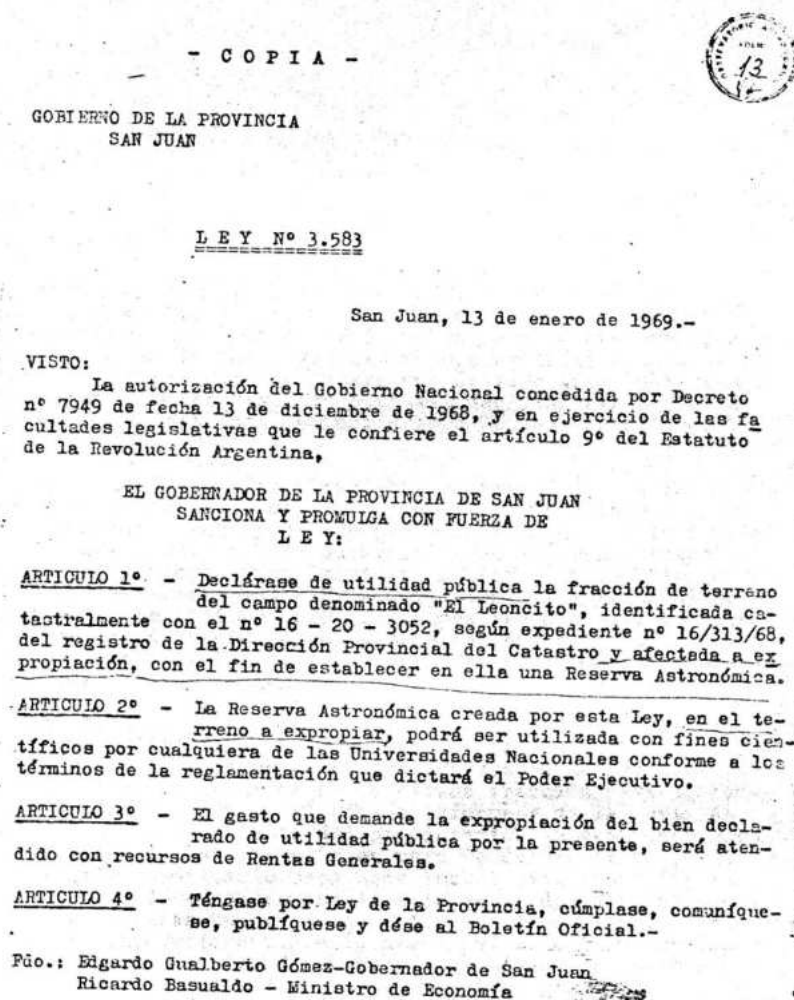 - C O P I A -
13
GOBIERNO DE LA PROVINCIA
SAN JUAN
L E Y Nº 3.583
San Juan, 13 de enero de 1969.-
VISTO:
La autorización del Gobierno Nacional concedida por Decreto
nº 7949 de fecha 13 de diciembre de 1968, y en ejercicio de las fa
cultades legislativas que le confiere el artículo 9º del Estatuto
de la Revolución Argentina,
EL GOBERNADOR DE LA PROVINCIA DE SAN JUAN
SANCIONA Y PROMULGA CON FUERZA DE
L E Y:
ARTICULO 1º - Declárase de utilidad pública la fracción de terreno
del campo denominado "El Leoncito", identificada ca-
tastralmente con el nº 16 - 20 - 3052, según expediente nº 16/313/68,
del registro de la Dirección Provincial del Catastro y afectada a ex
propiación, con el fin de establecer en ella una Reserva Astronómica.
ARTICULO 2º - La Reserva Astronómica creada por esta Ley, en el te-
rreno a expropiar, podrá ser utilizada con fines cien-
tíficos por cualquiera de las Universidades Nacionales conforme a los
términos de la reglamentación que dictará el Poder Ejecutivo.
ARTICULO 3º - El gasto que demande la expropiación del bien decla-
rado de utilidad pública por la presente, será aten-
dido con recursos de Rentas Generales.
ARTICULO 4º - Téngase por Ley de la Provincia, cúmplase, comuníque-
se, publíquese y dése al Boletín Oficial.-
Fdo.: Edgardo Gualberto Gómez-Gobernador de San Juan
Ricardo Basualdo - Ministro de Economía